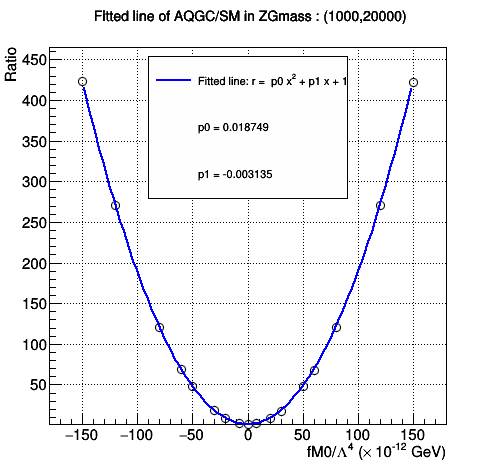 FItted line of AQGC/SM in ZGmass : (1000,20000)
Ratio
450
400
350
300
250
200
150
100
50
Fitted line: r = p0 x² + p1 x + 1
p0 = 0.018749
p1 = -0.003135
−150 −100 −50 0 50 100 150
fM0/Λ⁴ (× 10⁻¹² GeV)